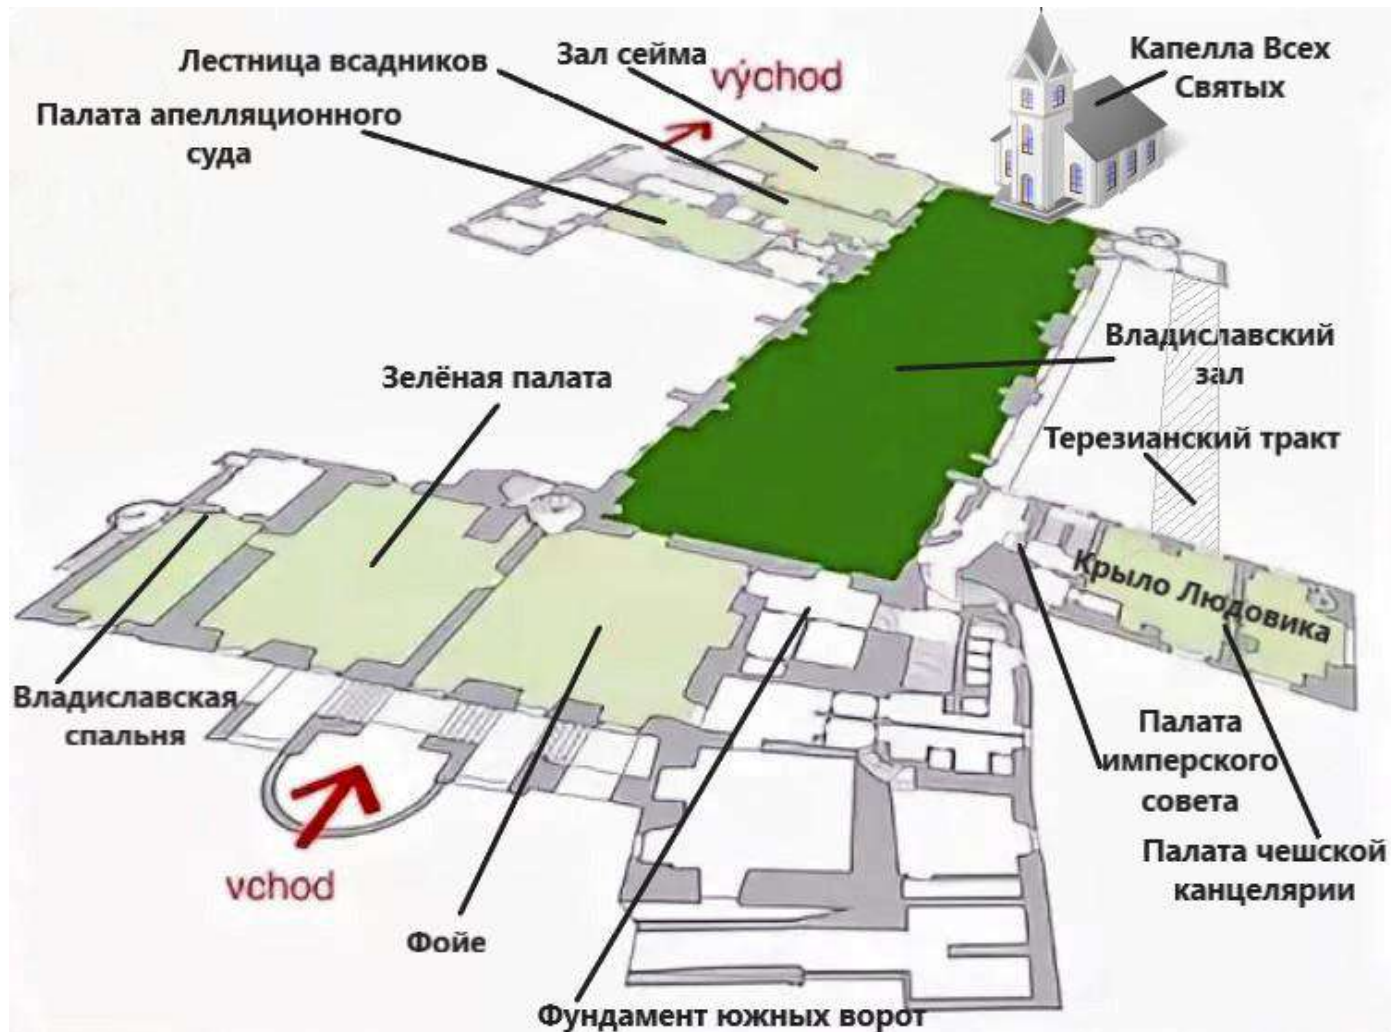 Лестница всадников
Зал сейма
východ
Капелла Всех
Святых
Палата апелляционного
суда
Владиславский
зал
Зелёная палата
Терезианский тракт
Крыло Людовика
Владиславская
спальня
Палата
имперского
совета
vchod
Палата чешской
канцелярии
Фойе
Фундамент южных ворот